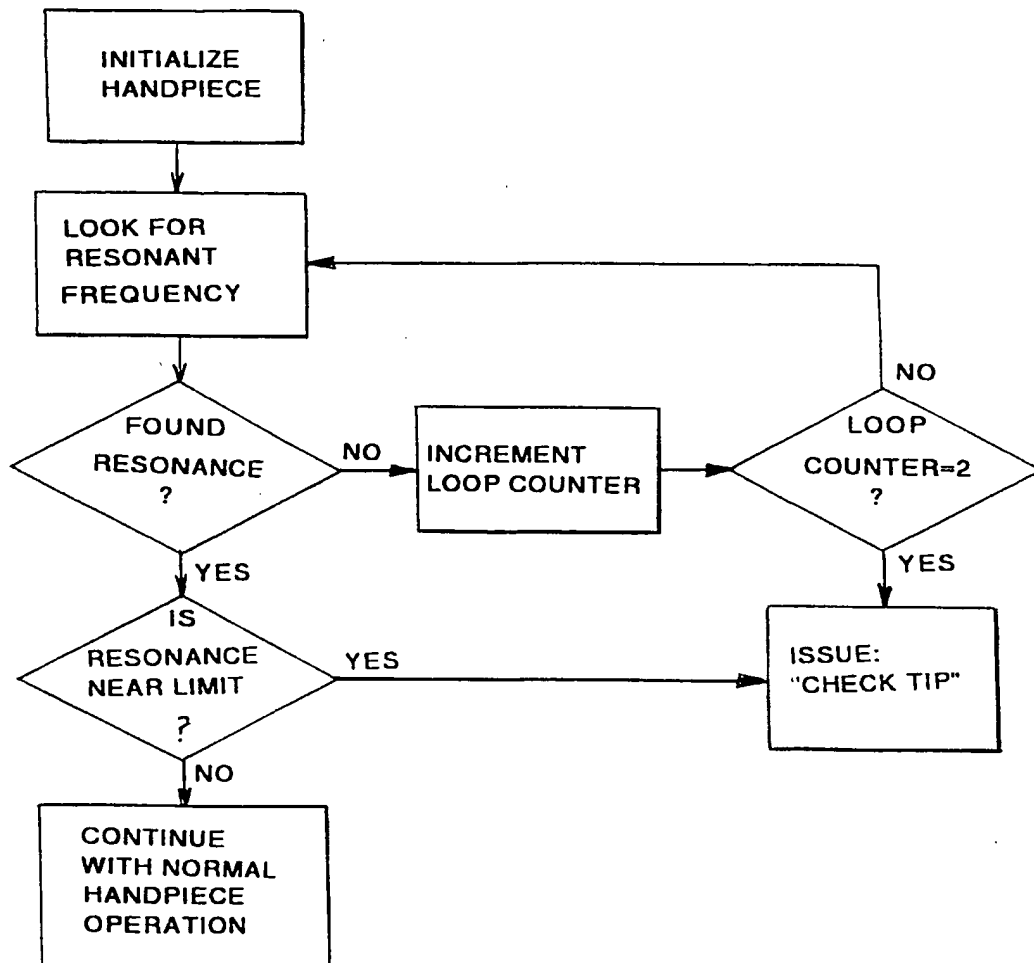 INITIALIZE
HANDPIECE
LOOK FOR
RESONANT
FREQUENCY
FOUND
RESONANCE
?
NO
INCREMENT
LOOP COUNTER
LOOP
COUNTER=2
?
NO
YES
YES
IS
RESONANCE
NEAR LIMIT
?
YES
ISSUE:
"CHECK TIP"
NO
CONTINUE
WITH NORMAL
HANDPIECE
OPERATION